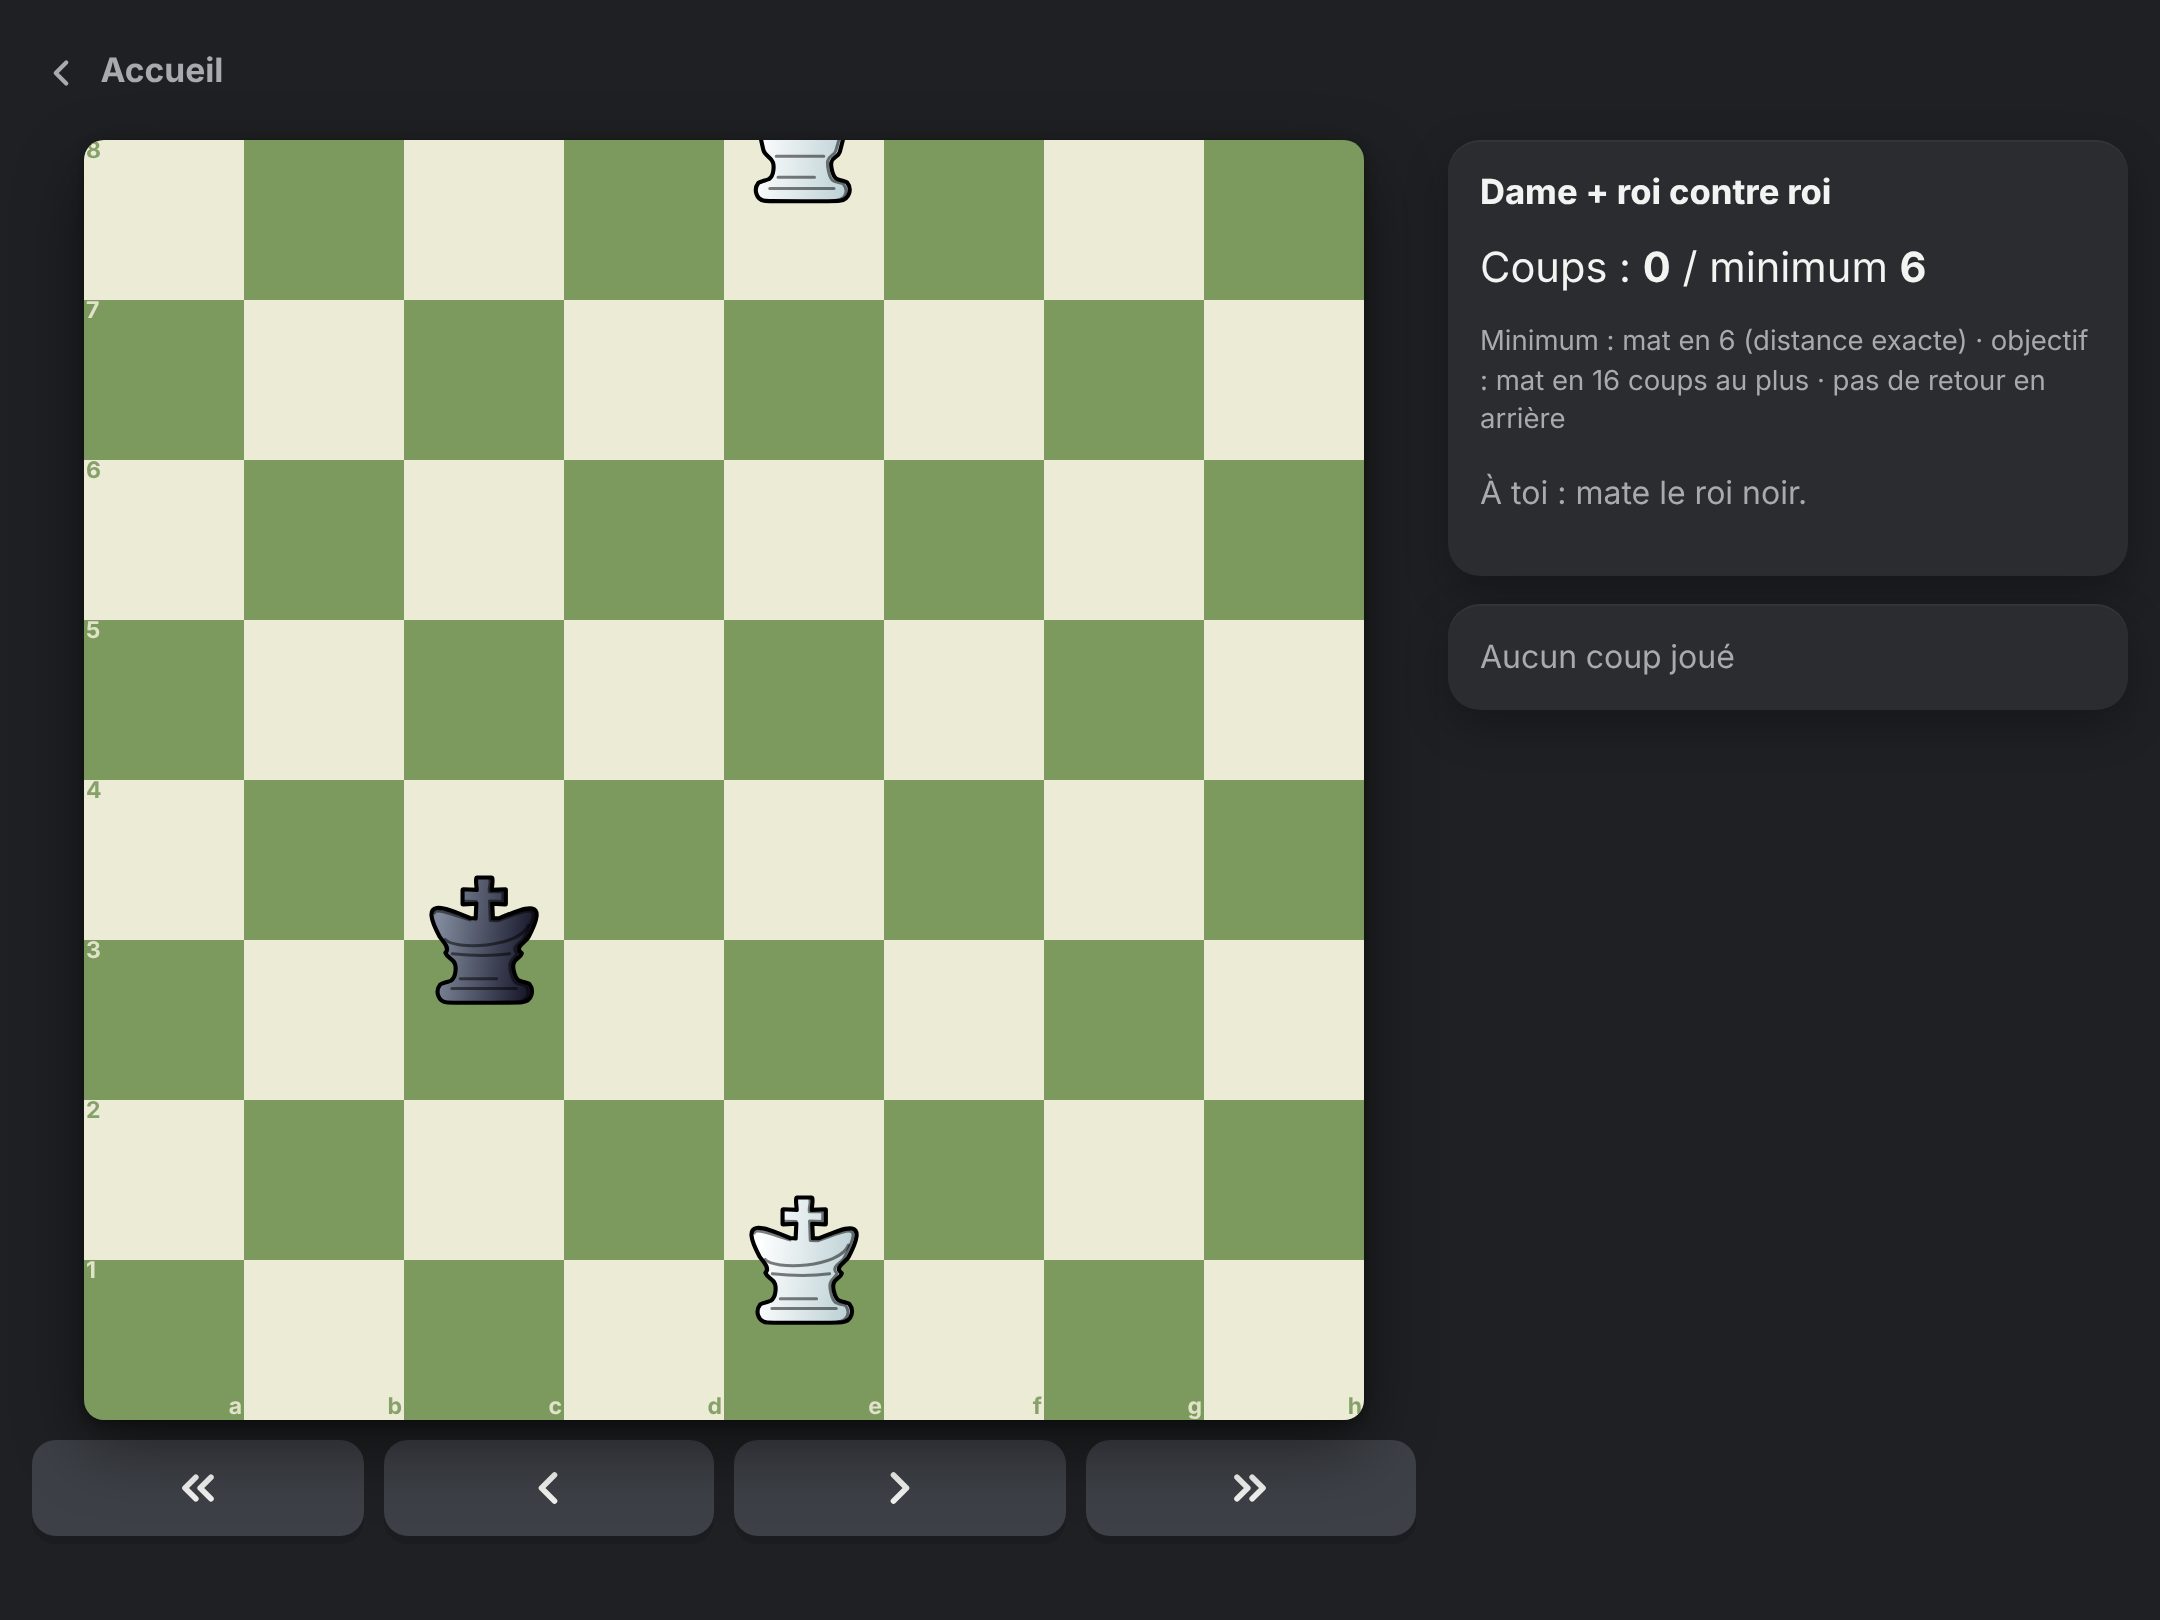 Accueil
8
7
6
5
4
3
2
1
a b c d e f g h
Dame + roi contre roi
Coups : 0 / minimum 6
Minimum : mat en 6 (distance exacte) · objectif
: mat en 16 coups au plus · pas de retour en
arrière
À toi : mate le roi noir.
Aucun coup joué